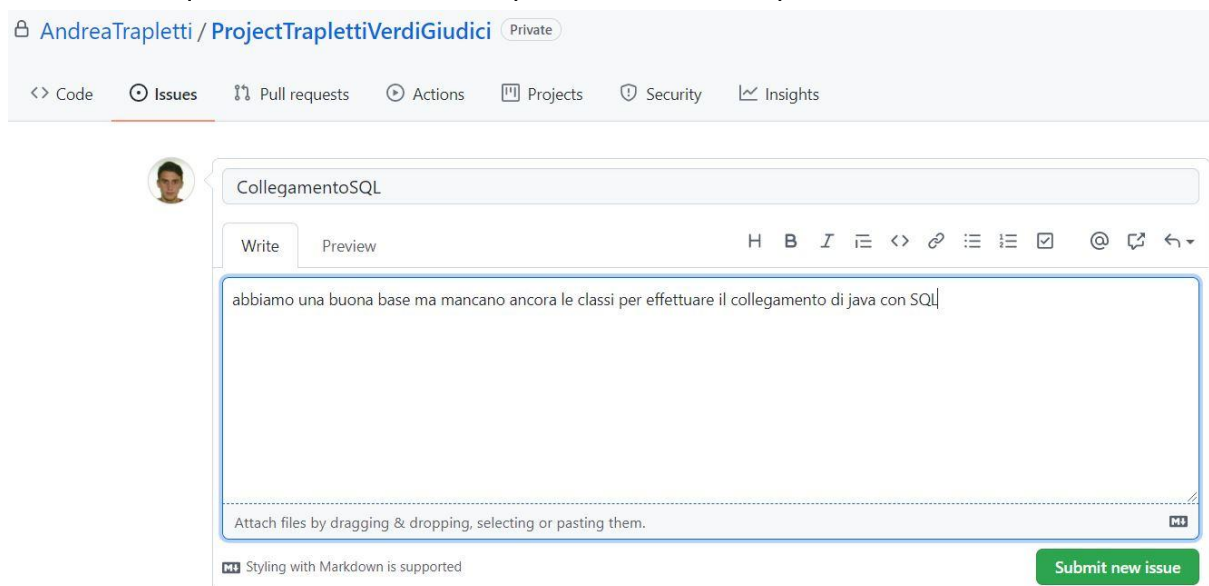 AndreaTrapletti / ProjectTraplettiVerdiGiudici Private
<> Code Issues Pull requests Actions Projects Security Insights
CollegamentoSQL
Write Preview H B I <> @
abbiamo una buona base ma mancano ancora le classi per effettuare il collegamento di java con SQL
Attach files by dragging & dropping, selecting or pasting them.
Styling with Markdown is supported Submit new issue